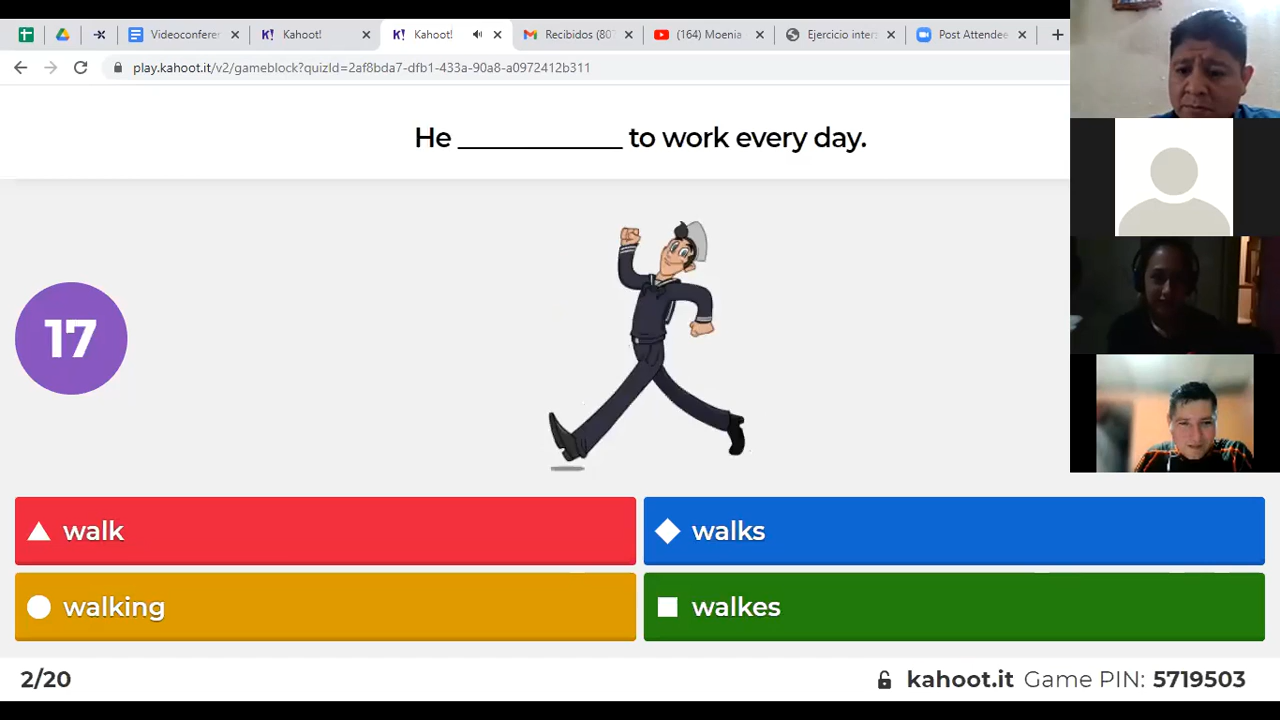 Videoconfere
Kahoot!
Kahoot!
Recibidos (80
(164) Moenia
Ejercicio inter
Post Attendee
play.kahoot.it/v2/gameblock?quizId=2af8bda7-dfb1-433a-90a8-a0972412b311
He ____________ to work every day.
17
walk
walks
walking
walkes
2/20
kahoot.it Game PIN: 5719503